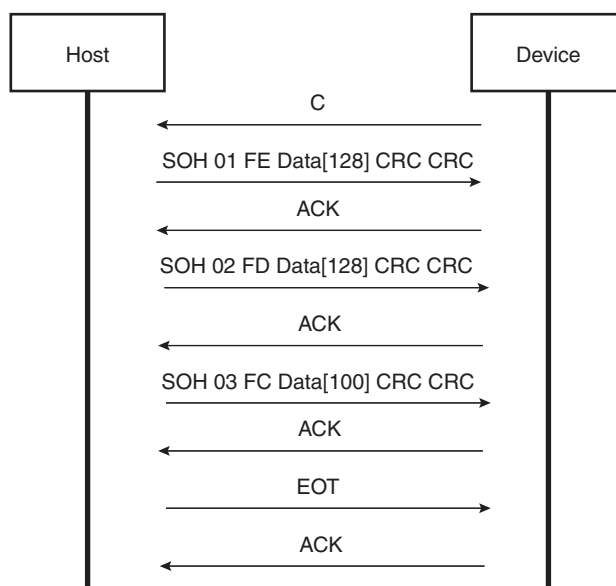 Host
Device
C
SOH 01 FE Data[128] CRC CRC
ACK
SOH 02 FD Data[128] CRC CRC
ACK
SOH 03 FC Data[100] CRC CRC
ACK
EOT
ACK